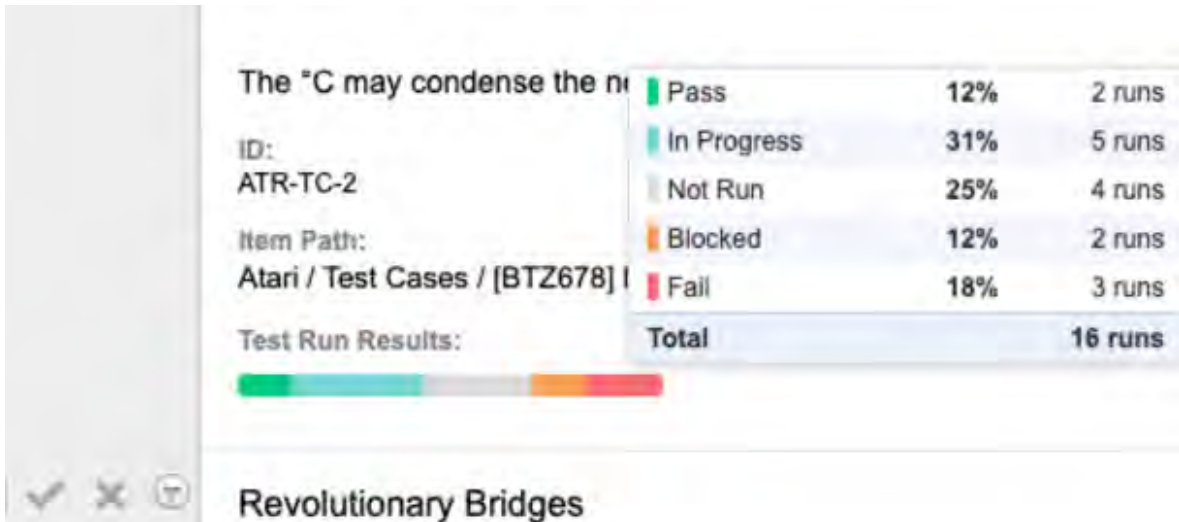 The °C may condense the
Pass 12% 2 runs
In Progress 31% 5 runs
Not Run 25% 4 runs
Blocked 12% 2 runs
Fail 18% 3 runs
Total 16 runs
ID:
ATR-TC-2
Item Path:
Atari / Test Cases / [BTZ678]
Test Run Results:
Revolutionary Bridges